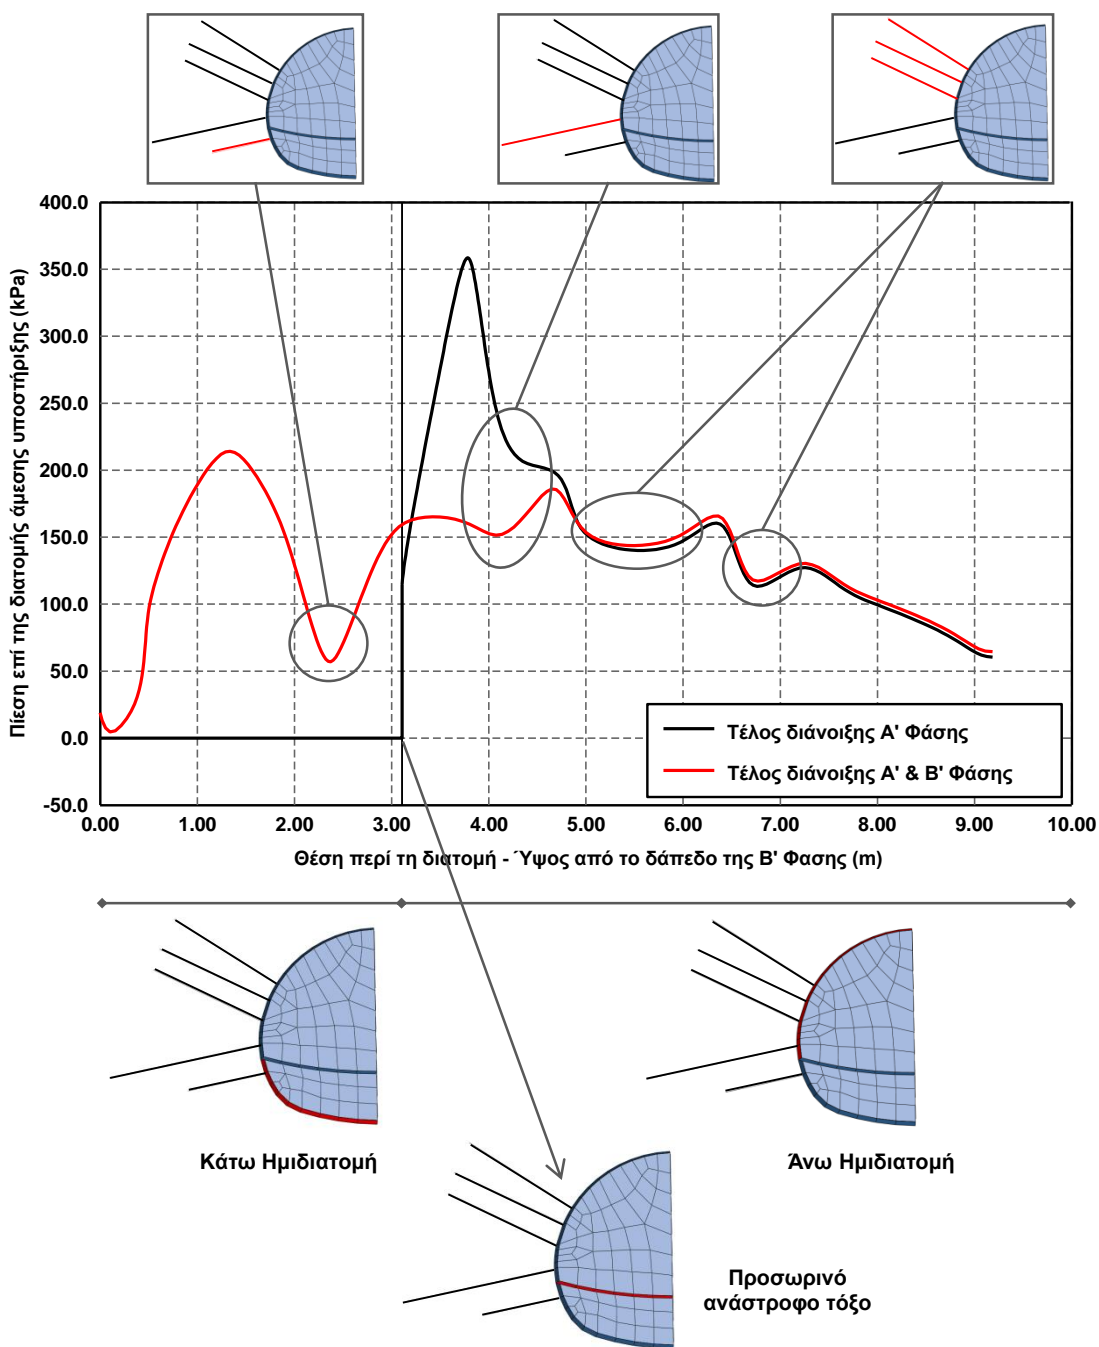 Πίεση επί της διατομής άμεσης υποστήριξης (kPa)
400.0
350.0
300.0
250.0
200.0
150.0
100.0
50.0
0.0
-50.0
0.00 1.00 2.00 3.00 4.00 5.00 6.00 7.00 8.00 9.00 10.00
Τέλος διάνοιξης Α' Φάσης
Τέλος διάνοιξης Α' & Β' Φάσης
Θέση περί τη διατομή - Ύψος από το δάπεδο της Β' Φασης (m)
Κάτω Ημιδιατομή
Άνω Ημιδιατομή
Προσωρινό
ανάστροφο τόξο